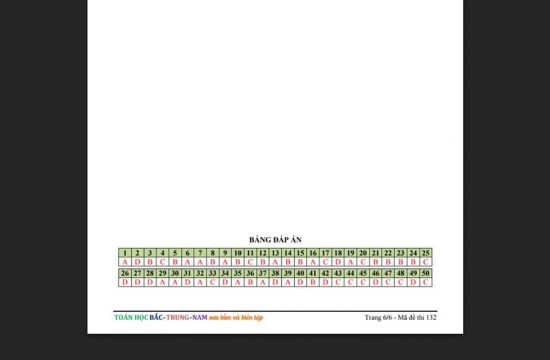 BẢNG ĐÁP ÁN
1 2 3 4 5 6 7 8 9 10 11 12 13 14 15 16 17 18 19 20 21 22 23 24 25
A D B C B A A B A B C B A B B A C D A C B B B B C
26 27 28 29 30 31 32 33 34 35 36 37 38 39 40 41 42 43 44 45 46 47 48 49 50
D D D A A D A C D A B A D A D B D C C D C C D C
TOÁN HỌC BẮC–TRUNG–NAM sưu tầm và biên tập
Trang 6/6 - Mã đề thi 132